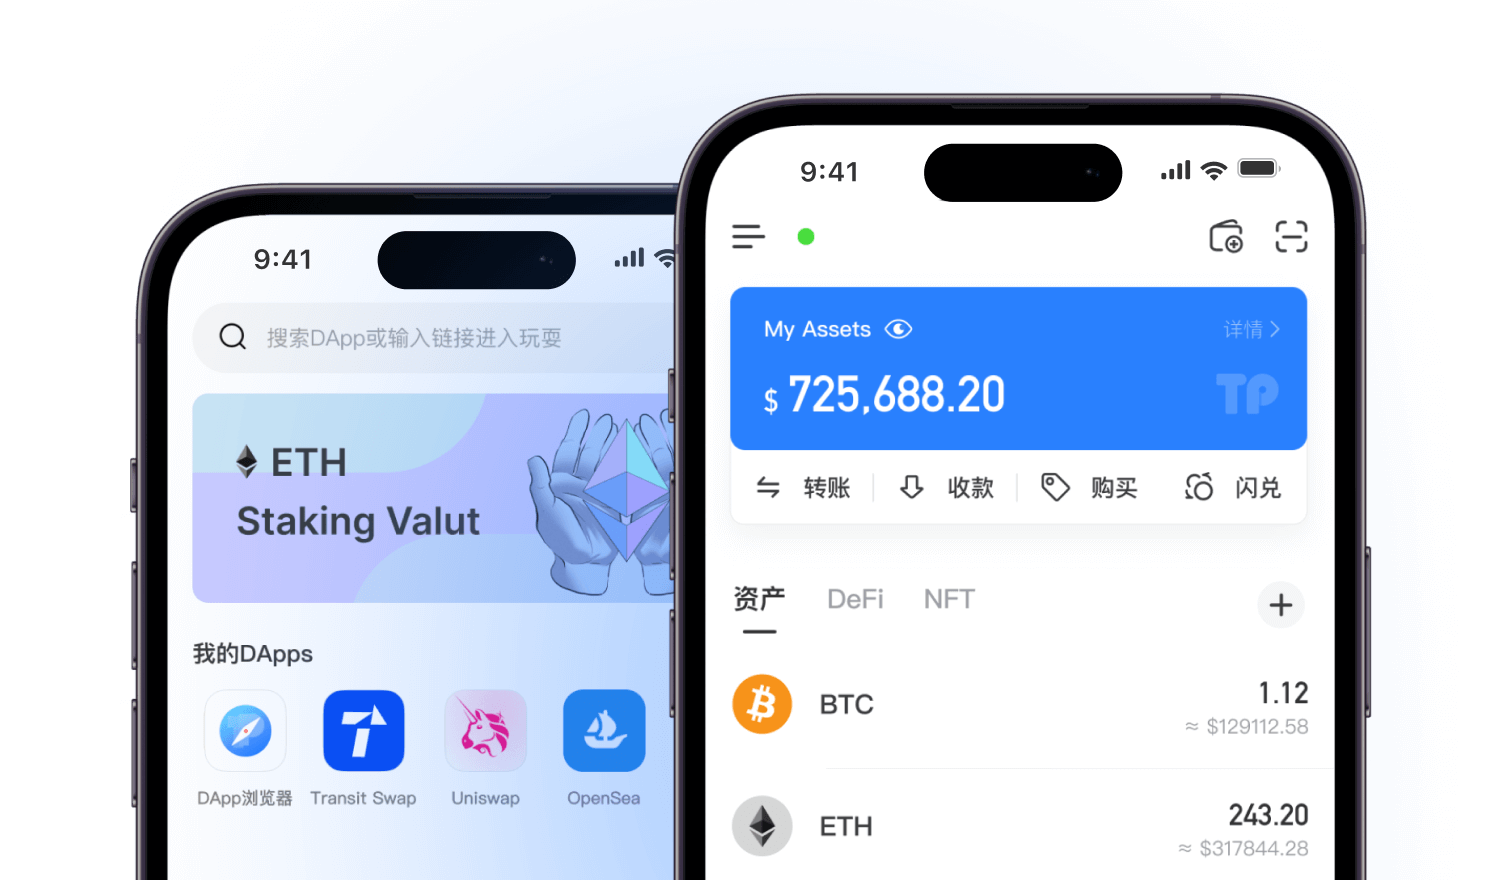 9:41
搜索DApp或输入链接进入玩耍
ETH
Staking Valut
我的DApps
DApp浏览器
Transit Swap
Uniswap
OpenSea
9:41
My Assets
详情
$ 725,688.20
TP
转账
收款
购买
闪兑
资产
DeFi
NFT
BTC
1.12
≈ $129112.58
ETH
243.20
≈ $317844.28